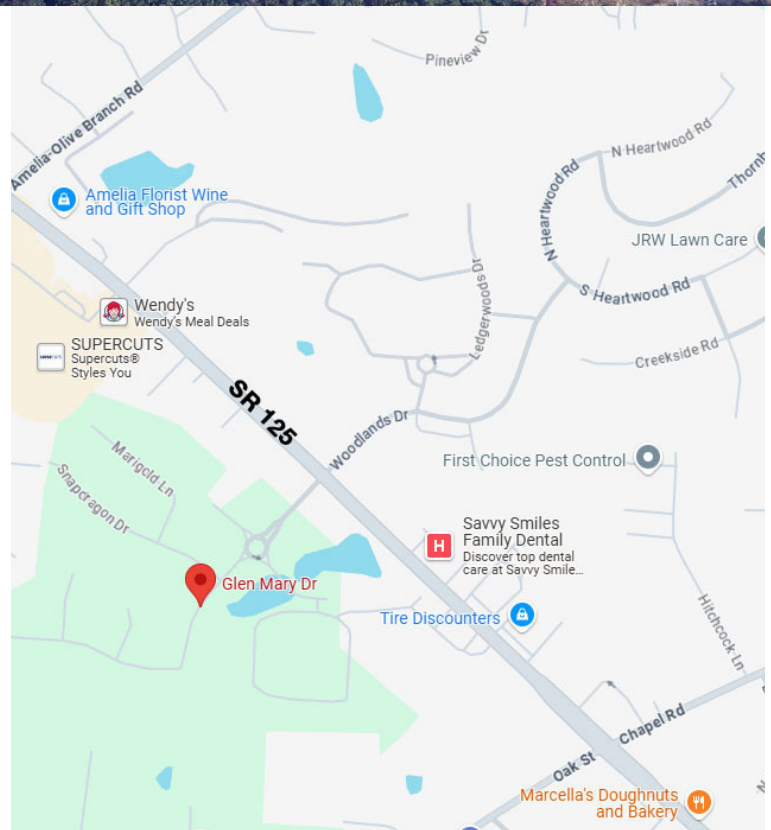 Pineview Dr
Amelia-Olive Branch Rd
N Heartwood Rd
Amelia Florist Wine
and Gift Shop
N Heartwood Rd
JRW Lawn Care
Ledgerwoods Dr
S Heartwood Rd
Wendy's
Wendy's Meal Deals
SUPERCUTS
Supercuts®
Styles You
Creekside Rd
SR 125
Woodlands Dr
Marigold Ln
Snapdragon Dr
First Choice Pest Control
H
Savvy Smiles
Family Dental
Discover top dental
care at Savvy Smile...
Glen Mary Dr
Tire Discounters
Hitchcock Ln
Chapel Rd
Oak St
Marcella's Doughnuts
and Bakery